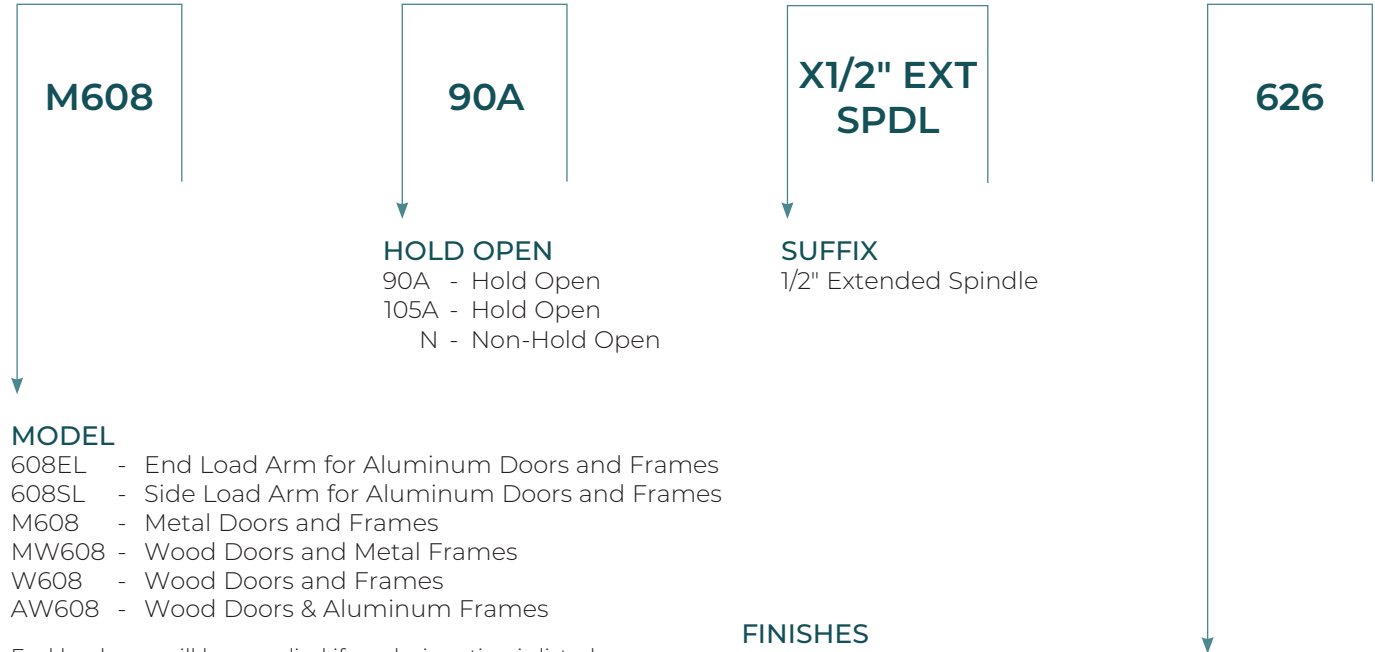 M608
90A
X1/2" EXT
SPDL
626
HOLD OPEN
90A - Hold Open
105A - Hold Open
N - Non-Hold Open
SUFFIX
1/2" Extended Spindle
MODEL
608EL - End Load Arm for Aluminum Doors and Frames
608SL - Side Load Arm for Aluminum Doors and Frames
M608 - Metal Doors and Frames
MW608 - Wood Doors and Metal Frames
W608 - Wood Doors and Frames
AW608 - Wood Doors & Aluminum Frames
FINISHES